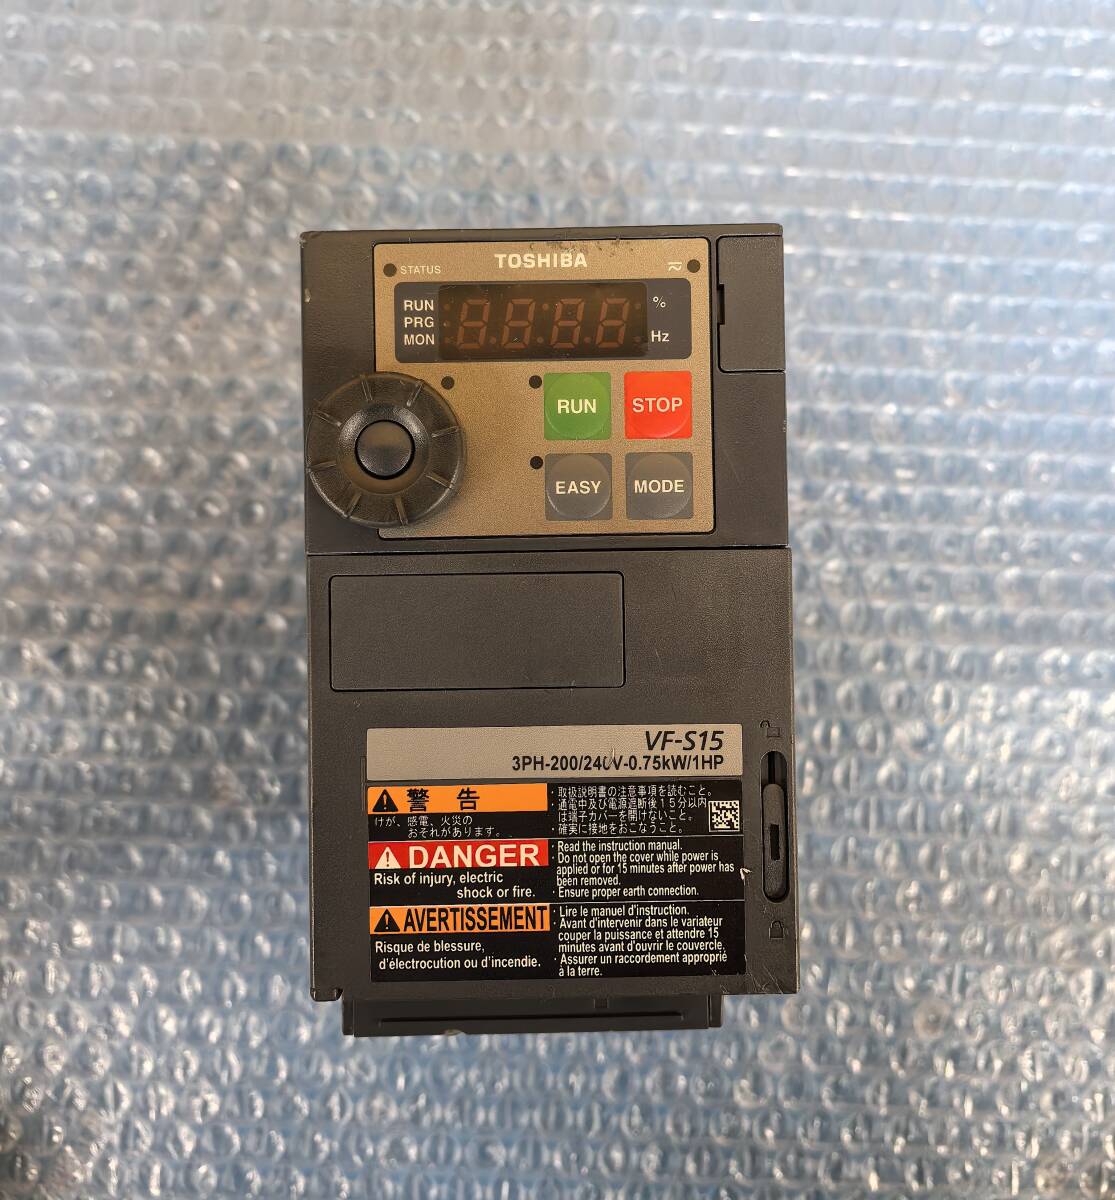 TOSHIBA
STATUS
RUN
PRG
MON
%
Hz
RUN
STOP
EASY
MODE
VF-S15
3PH-200/240V-0.75kW/1HP
警 告
けが、感電、火災の
おそれがあります。
・取扱説明書の注意事項を読むこと。
・通電中及び電源遮断後15分以内
は端子カバーを開けないこと。
・確実に接地をおこなうこと。
DANGER
Risk of injury, electric
shock or fire.
· Read the instruction manual.
· Do not open the cover while power is
applied or for 15 minutes after power has
been removed.
· Ensure proper earth connection.
AVERTISSEMENT
Risque de blessure,
d'électrocution ou d'incendie.
· Lire le manuel d'instruction.
· Avant d'intervenir dans le variateur
couper la puissance et attendre 15
minutes avant d'ouvrir le couvercle.
· Assurer un raccordement approprié
à la terre.